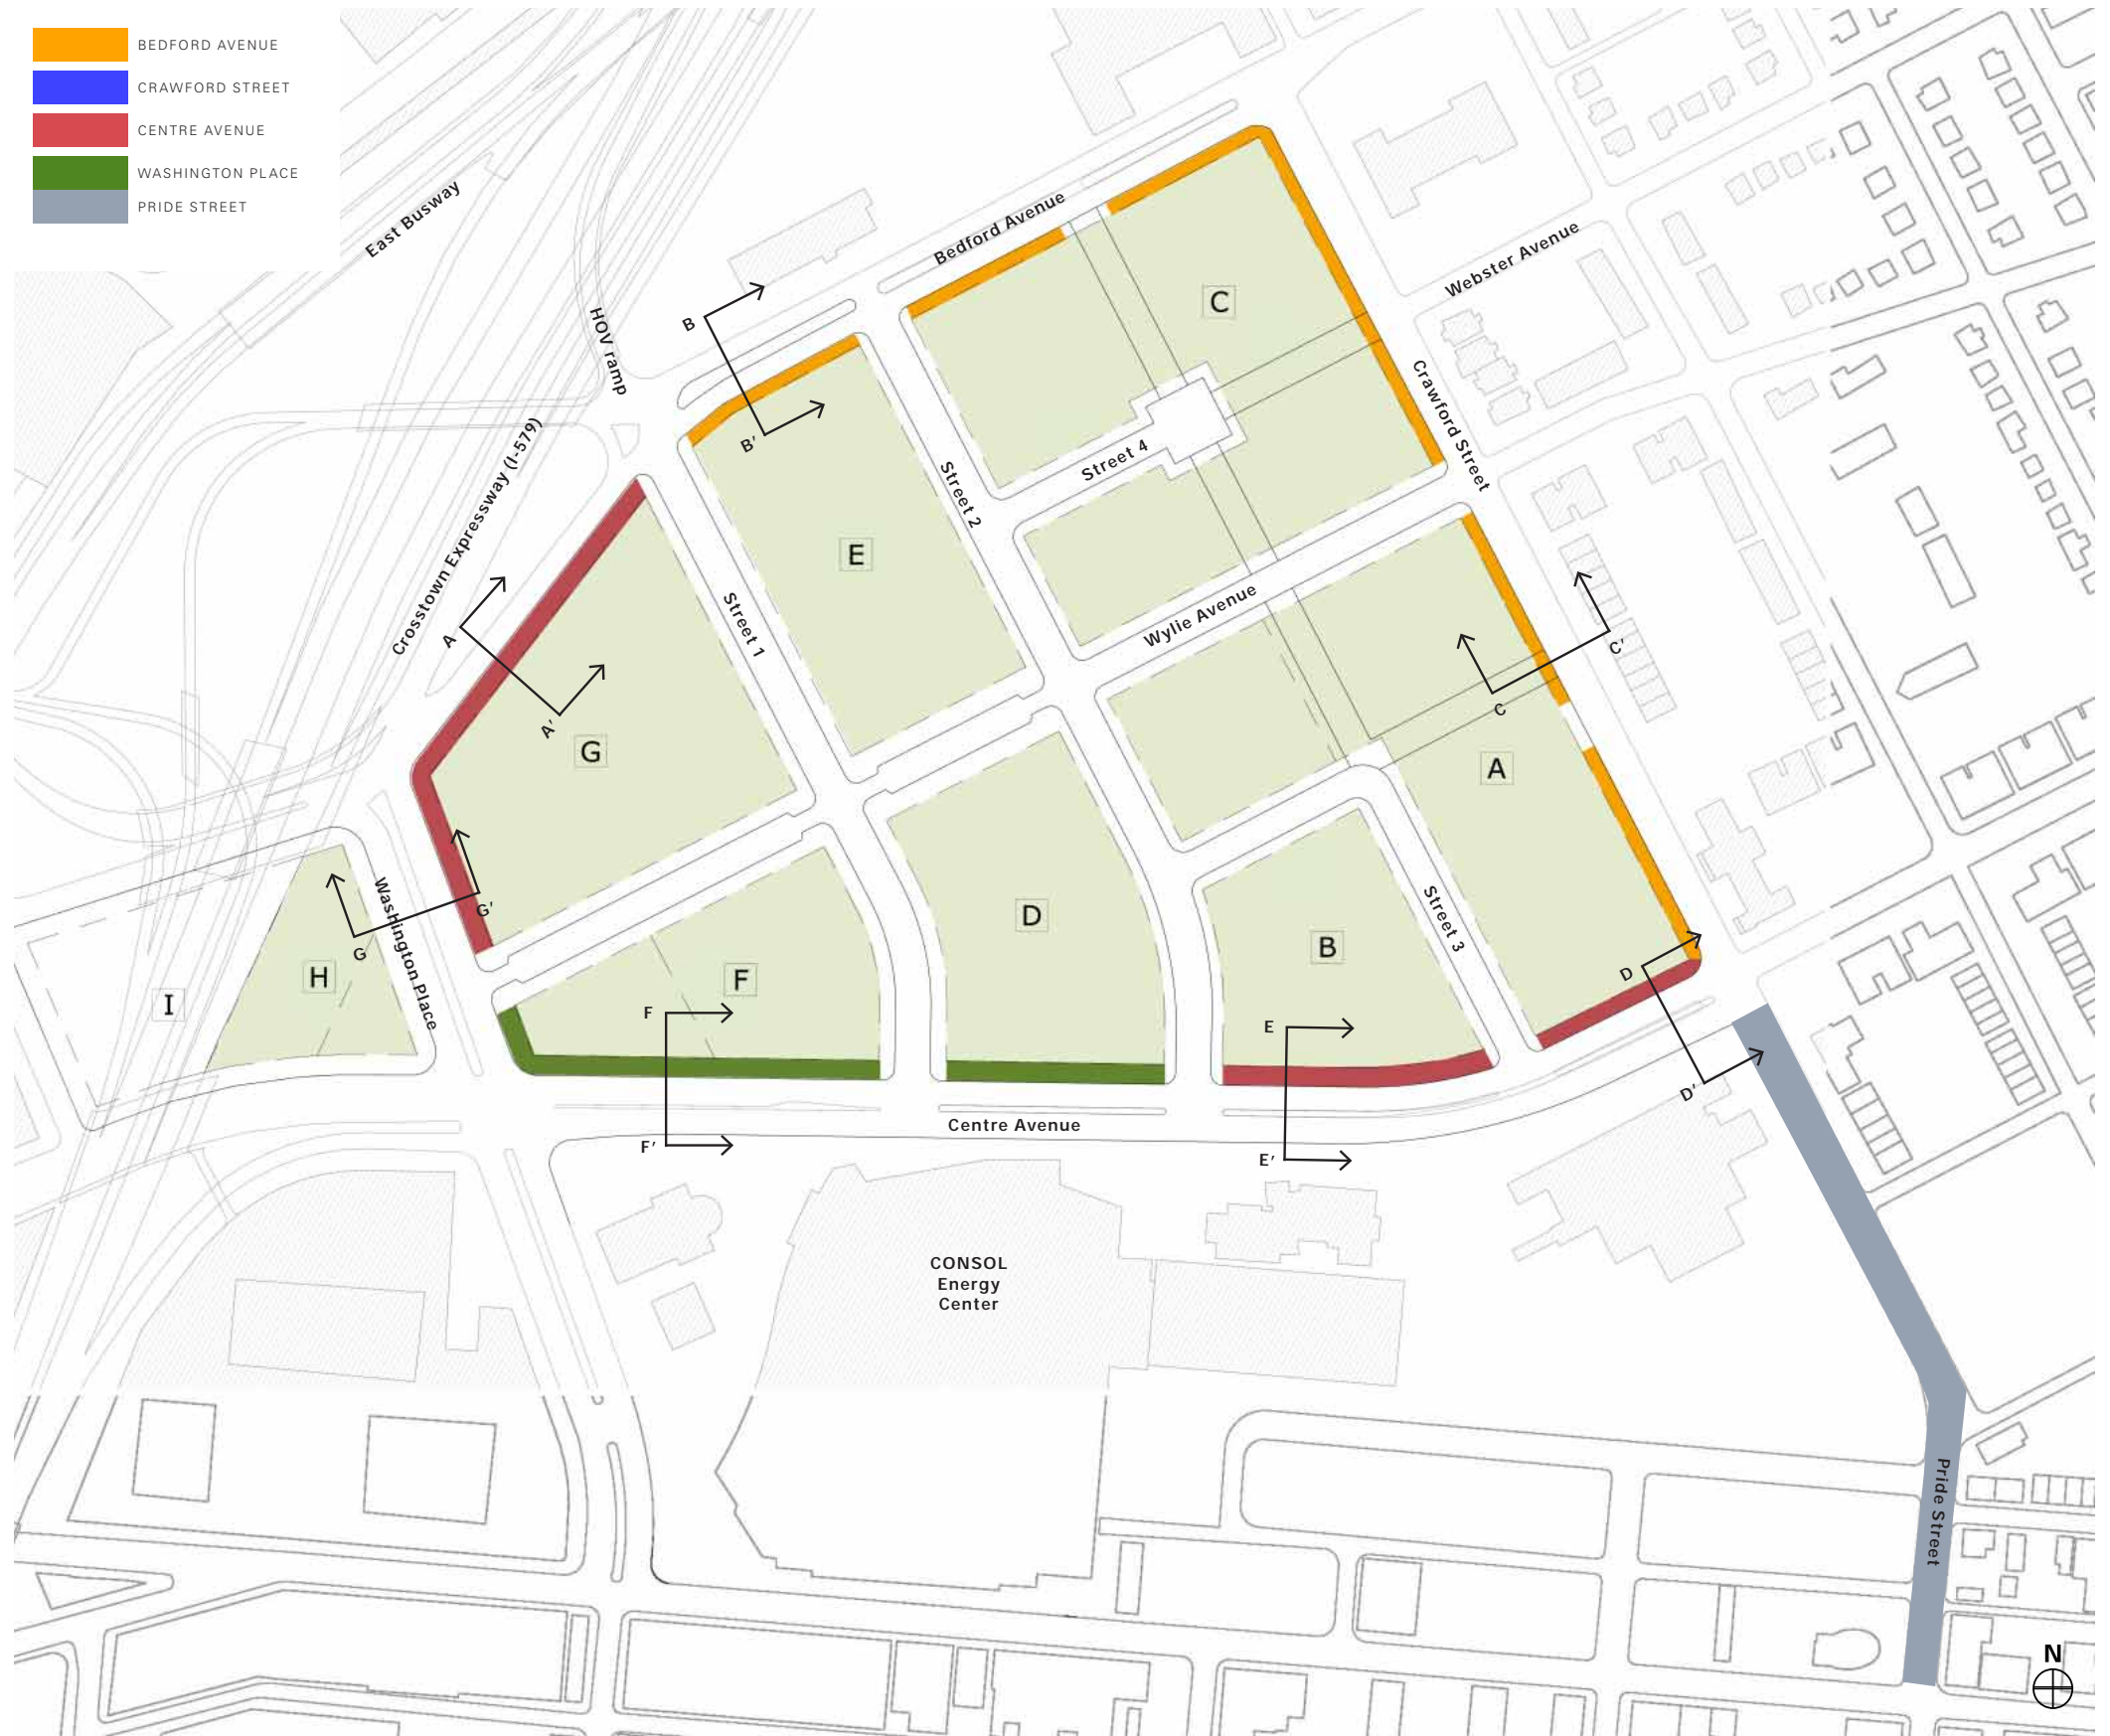 BEDFORD AVENUE
CRAWFORD STREET
CENTRE AVENUE
WASHINGTON PLACE
PRIDE STREET
East Busway
Bedford Avenue
Webster Avenue
HOV ramp
B
B'
C
Crawford Street
Crosstown Expressway (I-579)
Street 2
Street 4
E
Street 1
Wylie Avenue
A
A'
G
C'
C
A
G'
G
Washington Place
H
I
F
F
F'
D
B
Street 3
E
E'
D
D'
Centre Avenue
CONSOL
Energy
Center
Pride Street
N